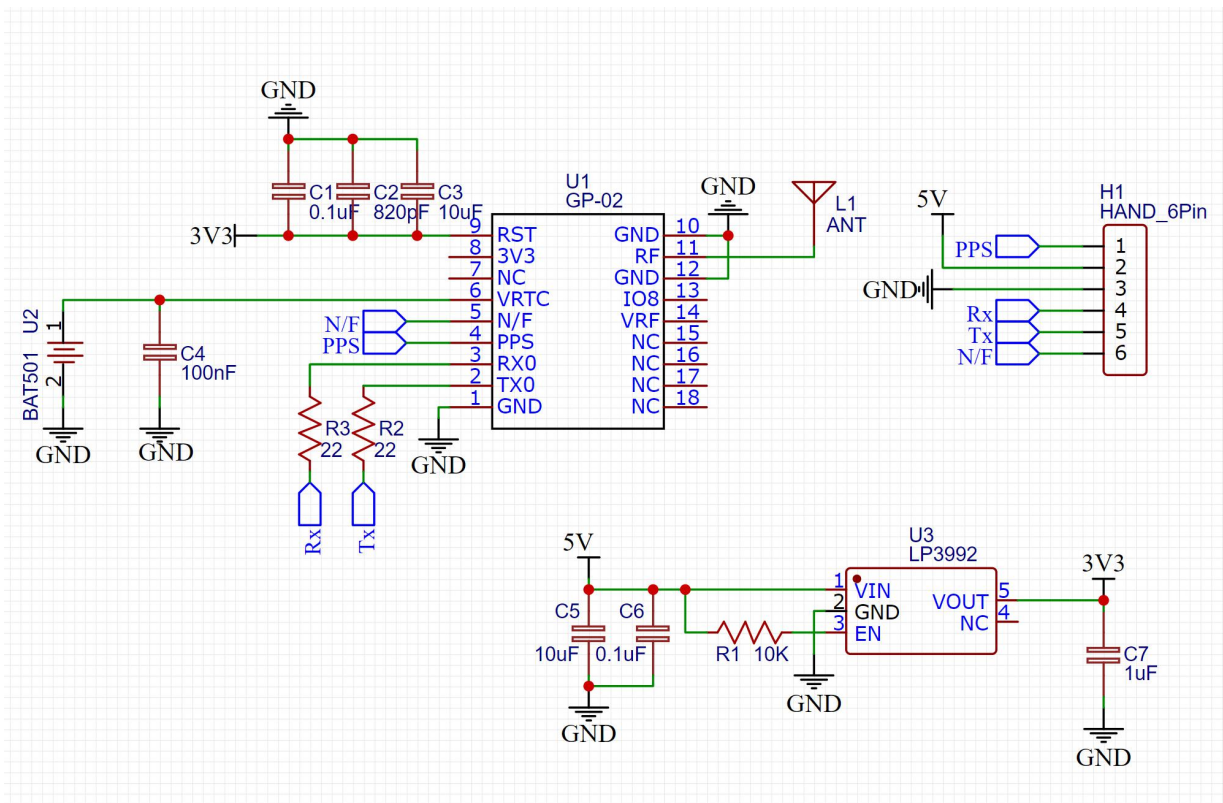 GND
C1
0.1uF
C2
820pF
C3
10uF
3V3
U1
GP-02
9 RST
8 3V3
7 NC
6 VRTC
5 N/F
4 PPS
3 RX0
2 TX0
1 GND
GND 10
RF 11
GND 12
IO8 13
VRF 14
NC 15
NC 16
NC 17
NC 18
GND
L1
ANT
N/F
PPS
BAT501 U2
1
2
GND
C4
100nF
GND
R3
22
R2
22
Rx
Tx
GND
5V
H1
HAND_6Pin
PPS
GND
Rx
Tx
N/F
1
2
3
4
5
6
5V
C5
10uF
C6
0.1uF
GND
R1 10K
U3
LP3992
1 VIN
2 GND
3 EN
VOUT 5
NC 4
GND
3V3
C7
1uF
GND